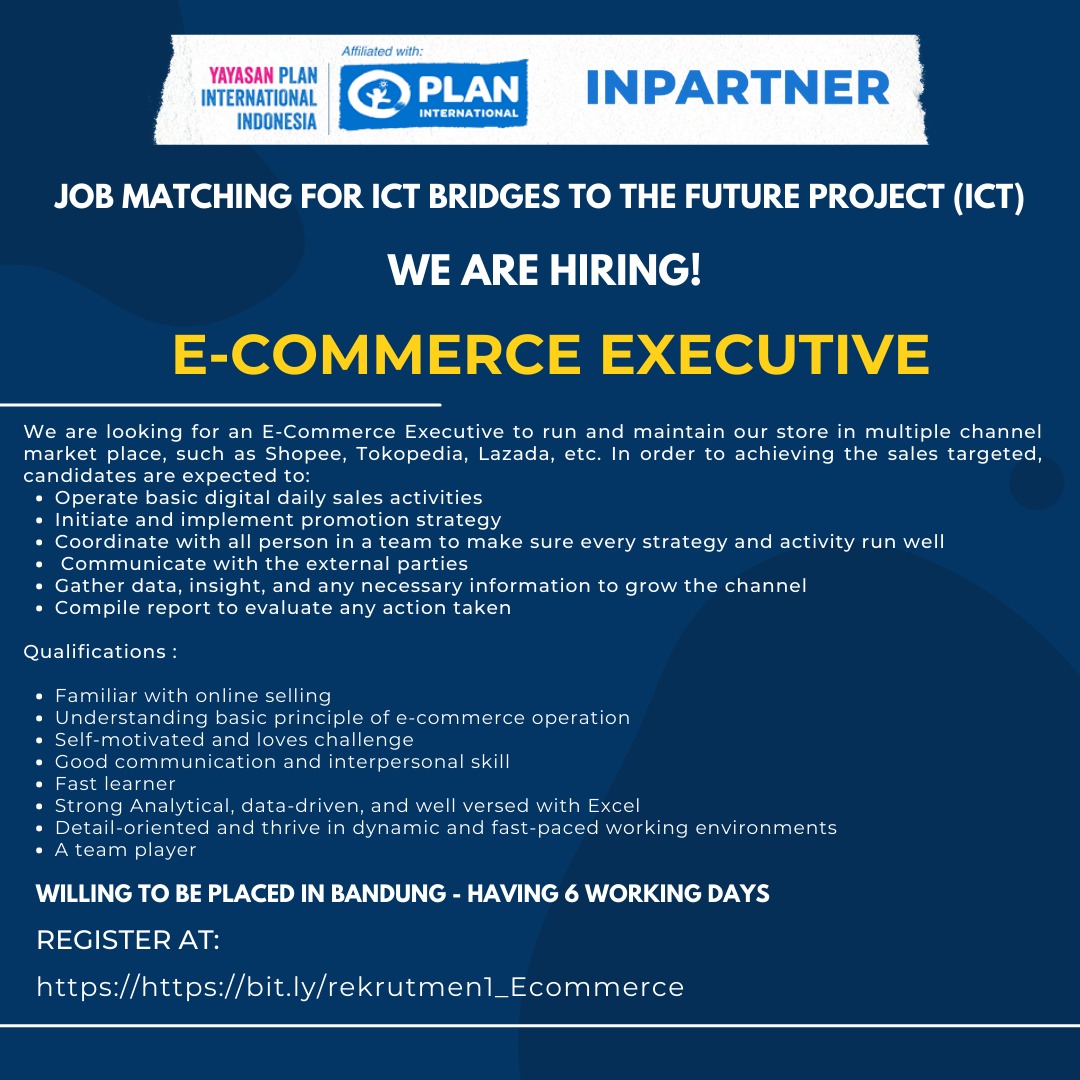 Affiliated with:
YAYASAN PLAN
INTERNATIONAL
INDONESIA
PLAN
INTERNATIONAL
INPARTNER
JOB MATCHING FOR ICT BRIDGES TO THE FUTURE PROJECT (ICT)
WE ARE HIRING!
E-COMMERCE EXECUTIVE
We are looking for an E-Commerce Executive to run and maintain our store in multiple channel
market place, such as Shopee, Tokopedia, Lazada, etc. In order to achieving the sales targeted,
candidates are expected to:
• Operate basic digital daily sales activities
• Initiate and implement promotion strategy
• Coordinate with all person in a team to make sure every strategy and activity run well
• Communicate with the external parties
• Gather data, insight, and any necessary information to grow the channel
• Compile report to evaluate any action taken
Qualifications :
• Familiar with online selling
• Understanding basic principle of e-commerce operation
• Self-motivated and loves challenge
• Good communication and interpersonal skill
• Fast learner
• Strong Analytical, data-driven, and well versed with Excel
• Detail-oriented and thrive in dynamic and fast-paced working environments
• A team player
WILLING TO BE PLACED IN BANDUNG - HAVING 6 WORKING DAYS
REGISTER AT:
https://https://bit.ly/rekrutmen1_Ecommerce